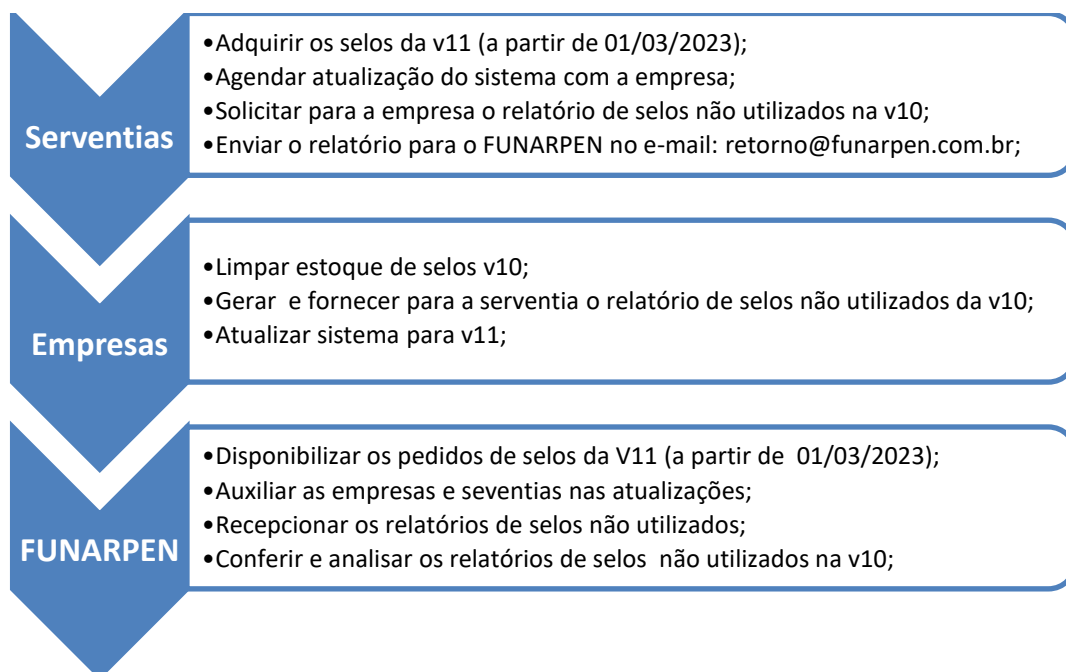 Serventias
•Adquirir os selos da v11 (a partir de 01/03/2023);
•Agendar atualização do sistema com a empresa;
•Solicitar para a empresa o relatório de selos não utilizados na v10;
•Enviar o relatório para o FUNARPEN no e-mail: retorno@funarpen.com.br;
Empresas
•Limpar estoque de selos v10;
•Gerar e fornecer para a serventia o relatório de selos não utilizados da v10;
•Atualizar sistema para v11;
FUNARPEN
•Disponibilizar os pedidos de selos da V11 (a partir de 01/03/2023);
•Auxiliar as empresas e seventias nas atualizações;
•Recepcionar os relatórios de selos não utilizados;
•Conferir e analisar os relatórios de selos não utilizados na v10;